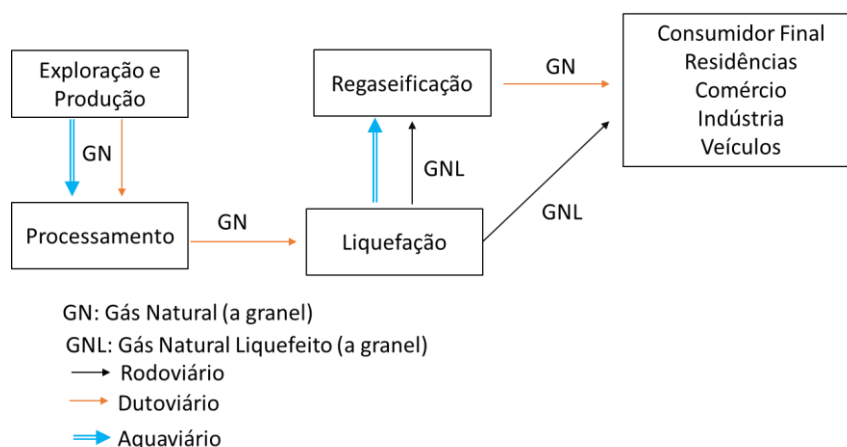 Exploração e
Produção
GN
Processamento
GN
Regaseificação
GNL
Liquefação
GN
GNL
Consumidor Final
Residências
Comércio
Indústria
Veículos
GN: Gás Natural (a granel)
GNL: Gás Natural Liquefeito (a granel)
Rodoviário
Dutoviário
Aquaviário